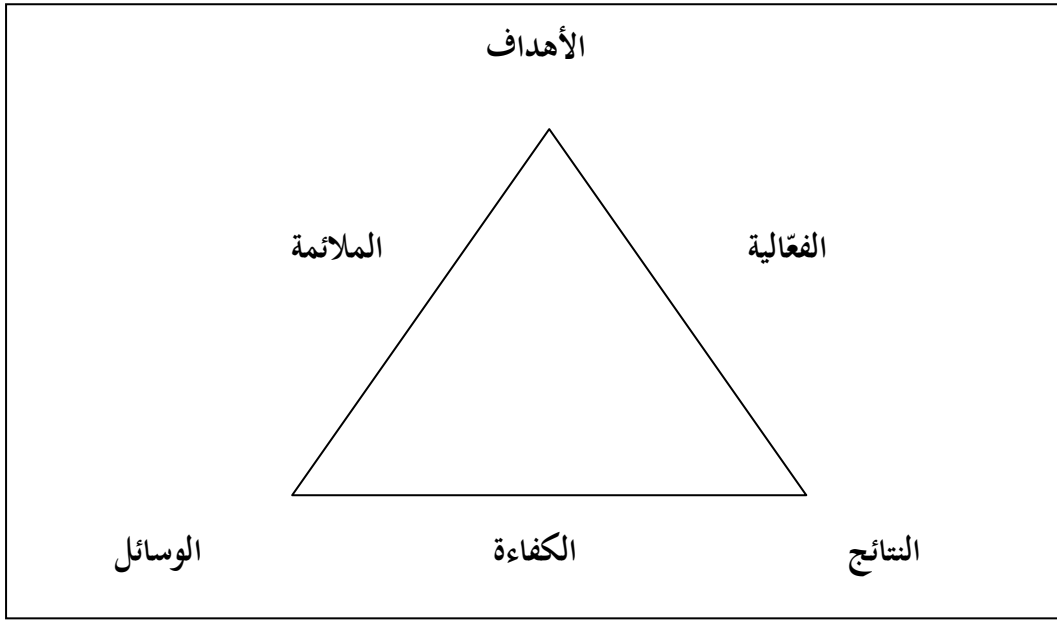 الأهداف
الفعّالية
الملائمة
النتائج
الكفاءة
الوسائل